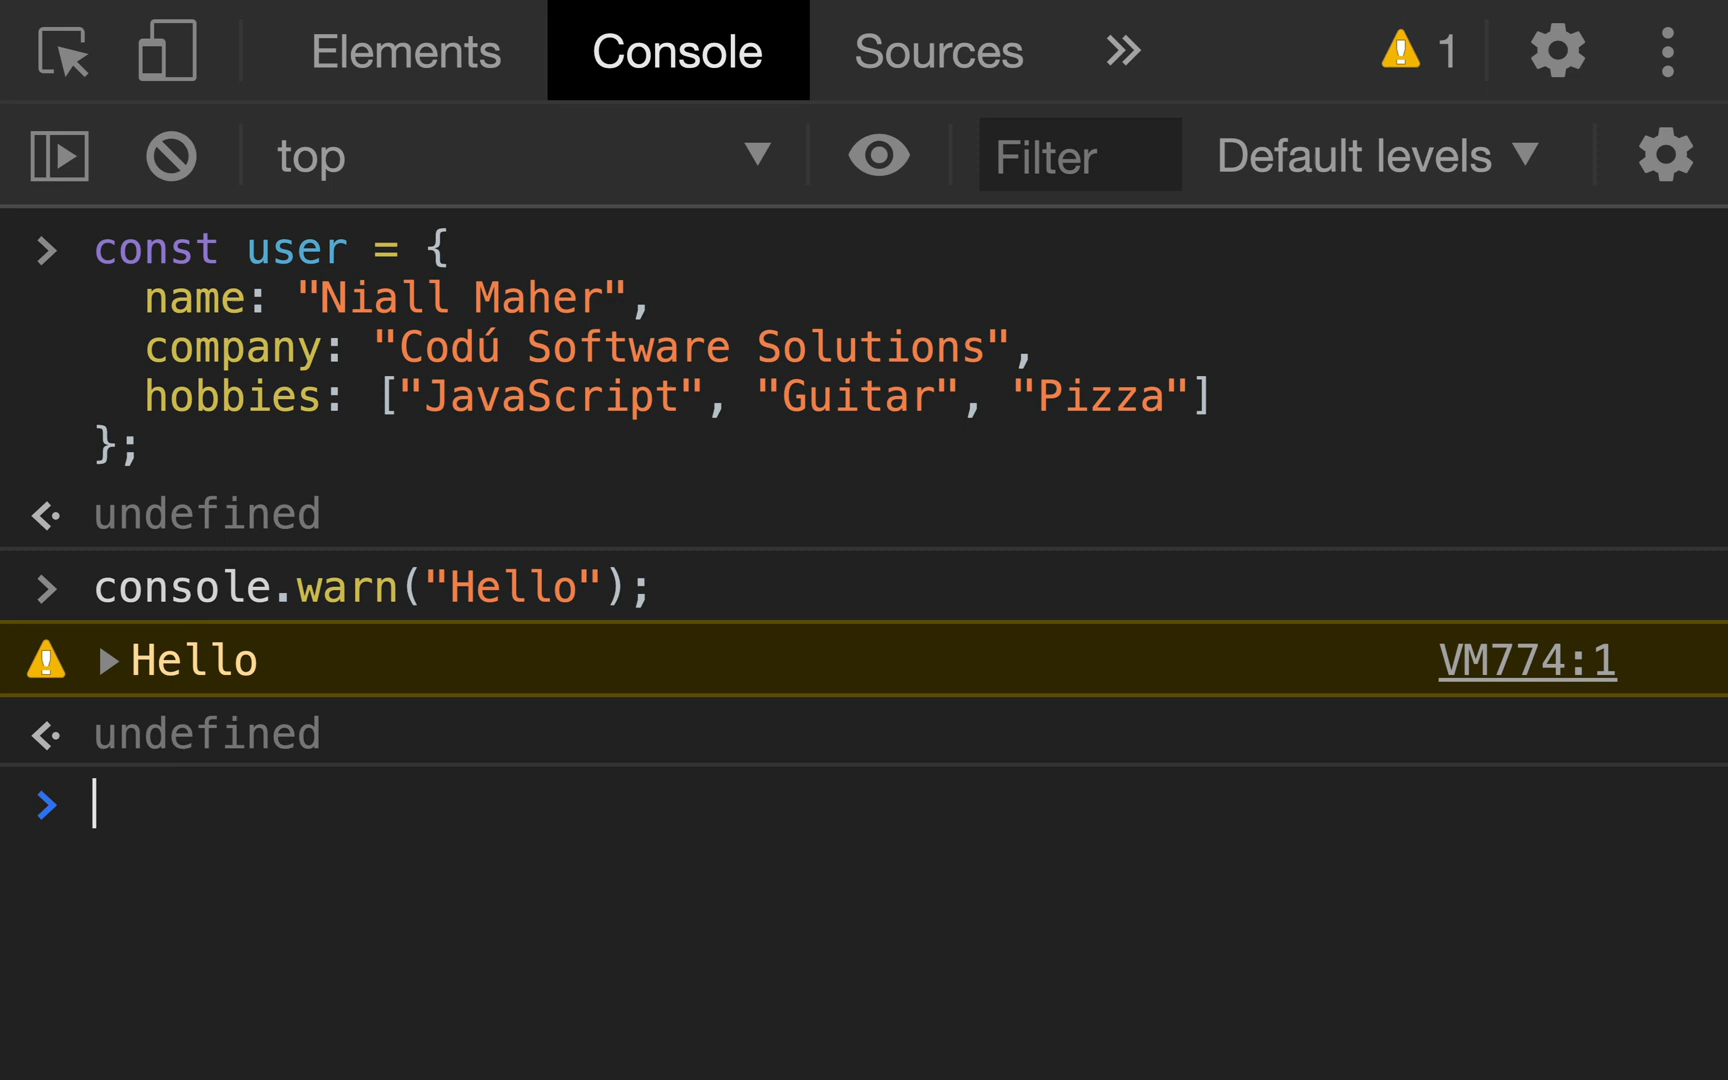 Elements Console Sources 1
top Filter Default levels
const user = {
name: "Niall Maher",
company: "Codú Software Solutions",
hobbies: ["JavaScript", "Guitar", "Pizza"]
};
undefined
console.warn("Hello");
Hello VM774:1
undefined